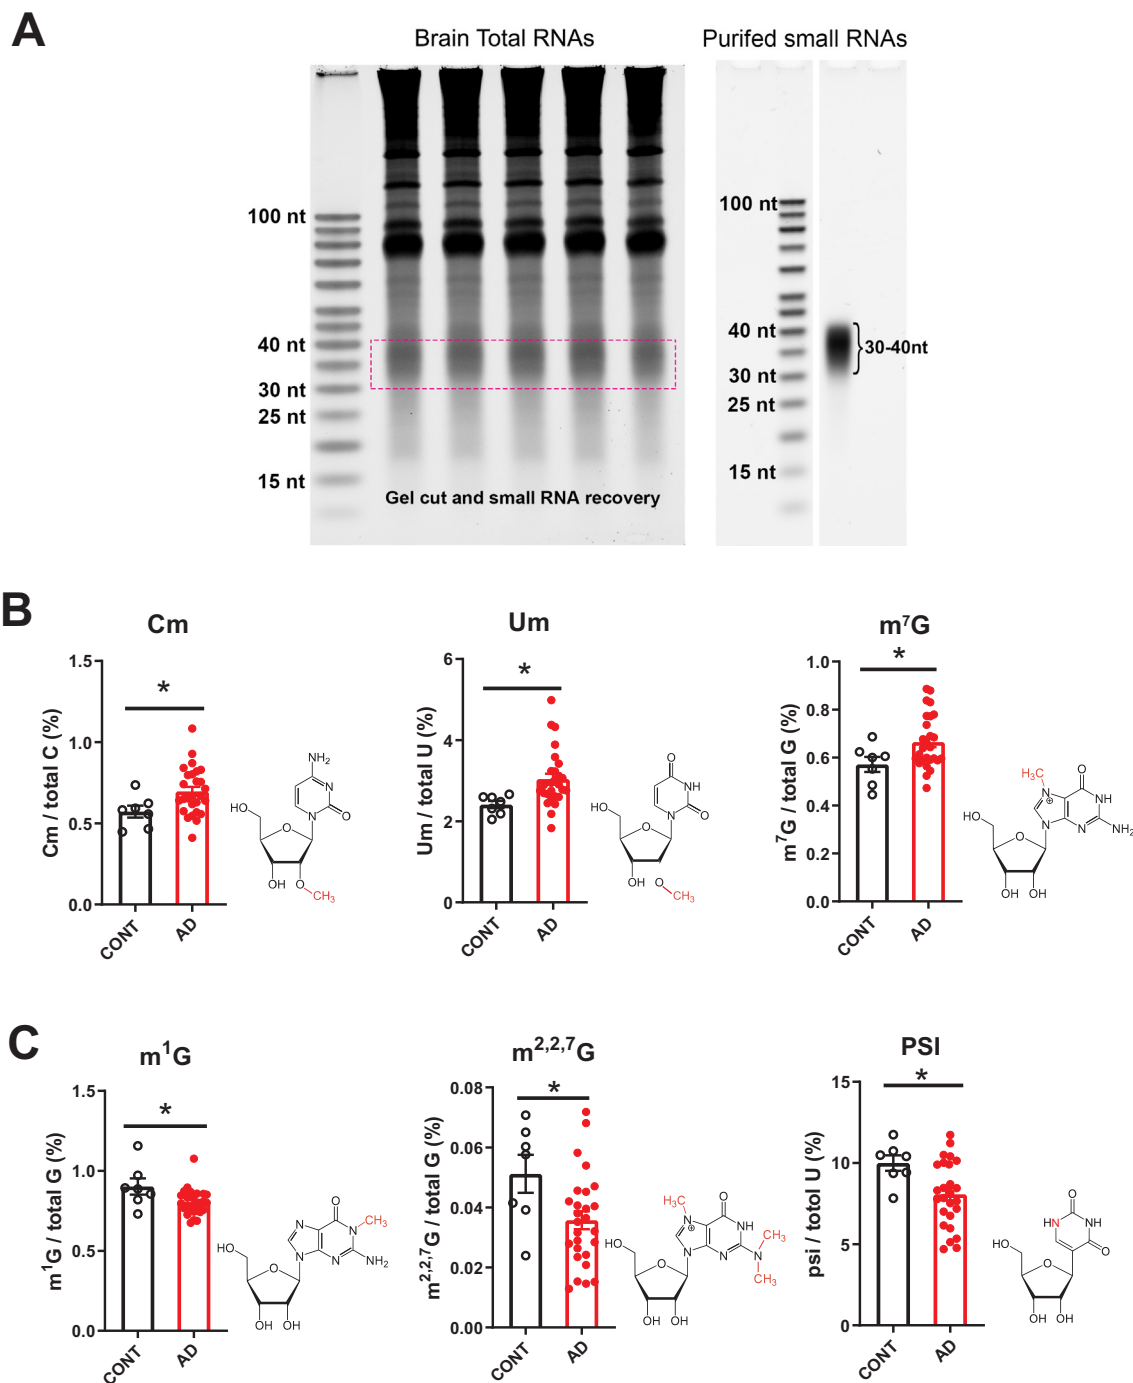 A
Brain Total RNAs
Purifed small RNAs
100 nt
40 nt
30 nt
25 nt
15 nt
Gel cut and small RNA recovery
100 nt
40 nt
30 nt
25 nt
15 nt
30-40nt
B
Cm
*
Cm / total C (%)
1.5
1.0
0.5
0.0
CONT
AD
NH2
N
N
O
HO
O
OH
O
CH3
Um
*
Um / total U (%)
6
4
2
0
CONT
AD
O
NH
N
O
HO
O
OH
O
CH3
m7G
*
m7G / total G (%)
1.0
0.8
0.6
0.4
0.2
0.0
CONT
AD
H3C
O
N
⊕
NH
N
N
NH2
HO
O
OH OH
C
m1G
*
m1G / total G (%)
1.5
1.0
0.5
0.0
CONT
AD
O
N
N
CH3
N
N
NH2
HO
O
OH OH
m2,2,7G
*
m2,2,7G / total G (%)
0.08
0.06
0.04
0.02
0.00
CONT
AD
H3C
O
N
⊕
NH
CH3
N
N
N
CH3
HO
O
OH OH
PSI
*
psi / totol U (%)
15
10
5
0
CONT
AD
O
HN
NH
O
HO
O
OH OH